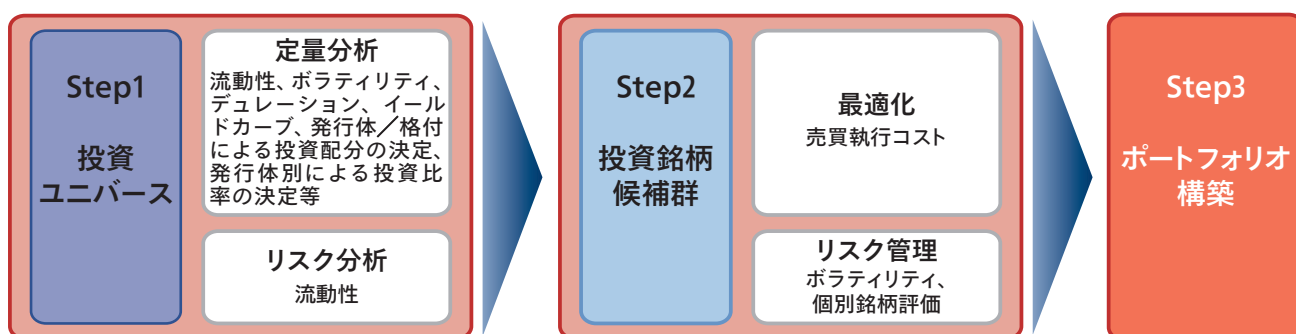 Step1
投資
ユニバース
定量分析
流動性、ボラティリティ、
デュレーション、イール
ドカーブ、発行体／格付
による投資配分の決定、
発行体別による投資比
率の決定等
リスク分析
流動性
Step2
投資銘柄
候補群
最適化
売買執行コスト
リスク管理
ボラティリティ、
個別銘柄評価
Step3
ポートフォリオ
構築